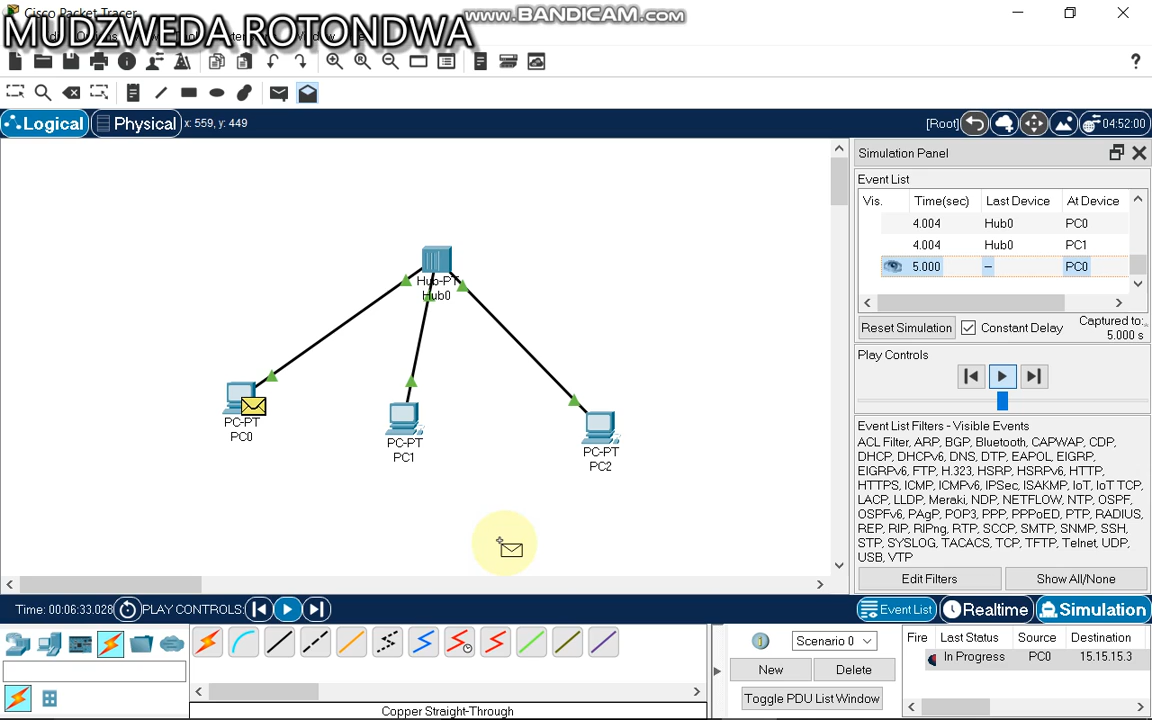 Cisco Packet Tracer
www.BANDICAM.com
MUDZWEDA ROTONDWA
?
Logical
Physical
x: 559, y: 449
[Root]
04:52:00
Simulation Panel
Event List
Vis. Time(sec) Last Device At Device
4.004 Hub0 PC0
4.004 Hub0 PC1
5.000 -- PC0
Reset Simulation
Constant Delay
Captured to:
5.000 s
Play Controls
Event List Filters - Visible Events
ACL Filter, ARP, BGP, Bluetooth, CAPWAP, CDP,
DHCP, DHCPv6, DNS, DTP, EAPOL, EIGRP,
EIGRPv6, FTP, H.323, HSRP, HSRPv6, HTTP,
HTTPS, ICMP, ICMPv6, IPSec, ISAKMP, IoT, IoT TCP,
LACP, LLDP, Meraki, NDP, NETFLOW, NTP, OSPF,
OSPFv6, PAgP, POP3, PPP, PPPoED, PTP, RADIUS,
REP, RIP, RIPng, RTP, SCCP, SMTP, SNMP, SSH,
STP, SYSLOG, TACACS, TCP, TFTP, Telnet, UDP,
USB, VTP
Edit Filters
Show All/None
Hub-PT
Hub0
PC-PT
PC0
PC-PT
PC1
PC-PT
PC2
Time: 00:06:33.028
PLAY CONTROLS:
Event List
Realtime
Simulation
Scenario 0
New
Delete
Toggle PDU List Window
Fire Last Status Source Destination
In Progress PC0 15.15.15.3
Copper Straight-Through